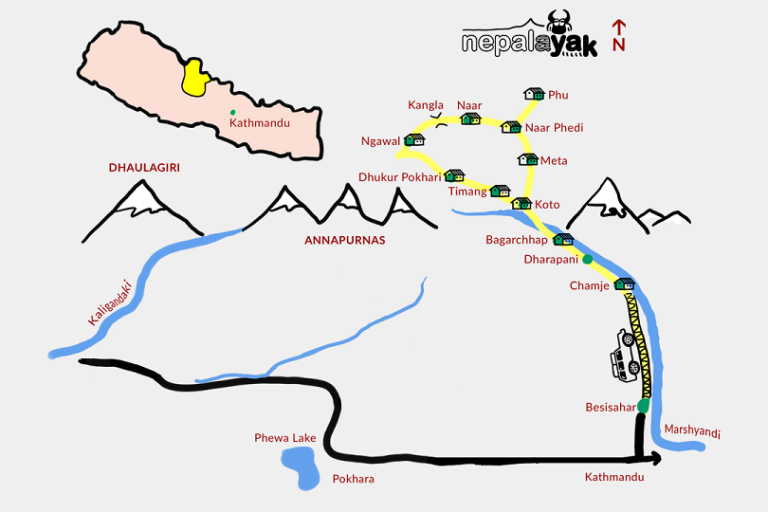 nepalayak
N
Kathmandu
Phu
Kangla
Naar
Naar Phedi
Ngawal
Meta
DHAULAGIRI
Dhukur Pokhari
Timang
Koto
ANNAPURNAS
Bagarchhap
Dharapani
Chamje
Kaligandaki
Besisahar
Marshyandi
Phewa Lake
Pokhara
Kathmandu